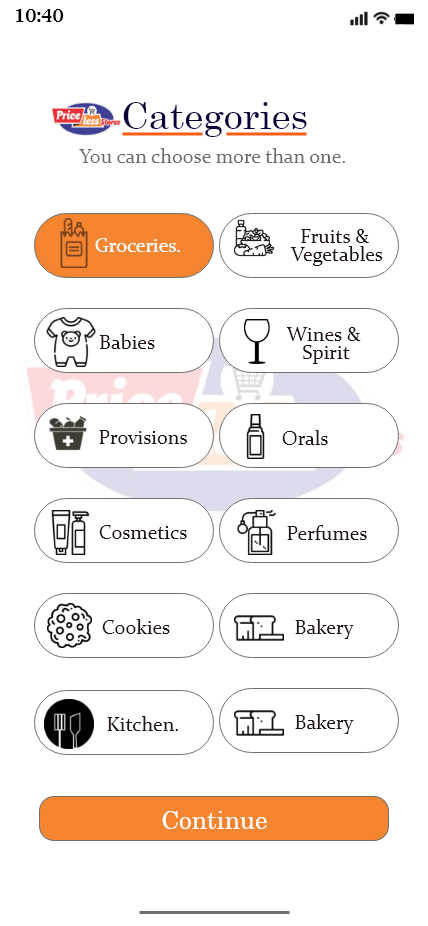 10:40
Price less Stores
Categories
You can choose more than one.
Groceries.
Fruits &
Vegetables
Babies
Wines &
Spirit
Provisions
Orals
Cosmetics
Perfumes
Cookies
Bakery
Kitchen.
Bakery
Continue
Price